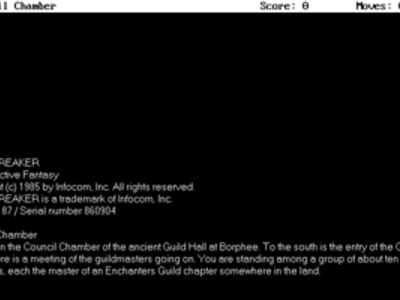 il Chamber Score: 0 Moves:
REAKER
ctive Fantasy
t (c) 1985 by Infocom, Inc. All rights reserved.
REAKER is a trademark of Infocom, Inc.
87 / Serial number 860904
Chamber
n the Council Chamber of the ancient Guild Hall at Borphee. To the south is the entry of the
re is a meeting of the guildmasters going on. You are standing among a group of about ten
s, each the master of an Enchanters Guild chapter somewhere in the land.